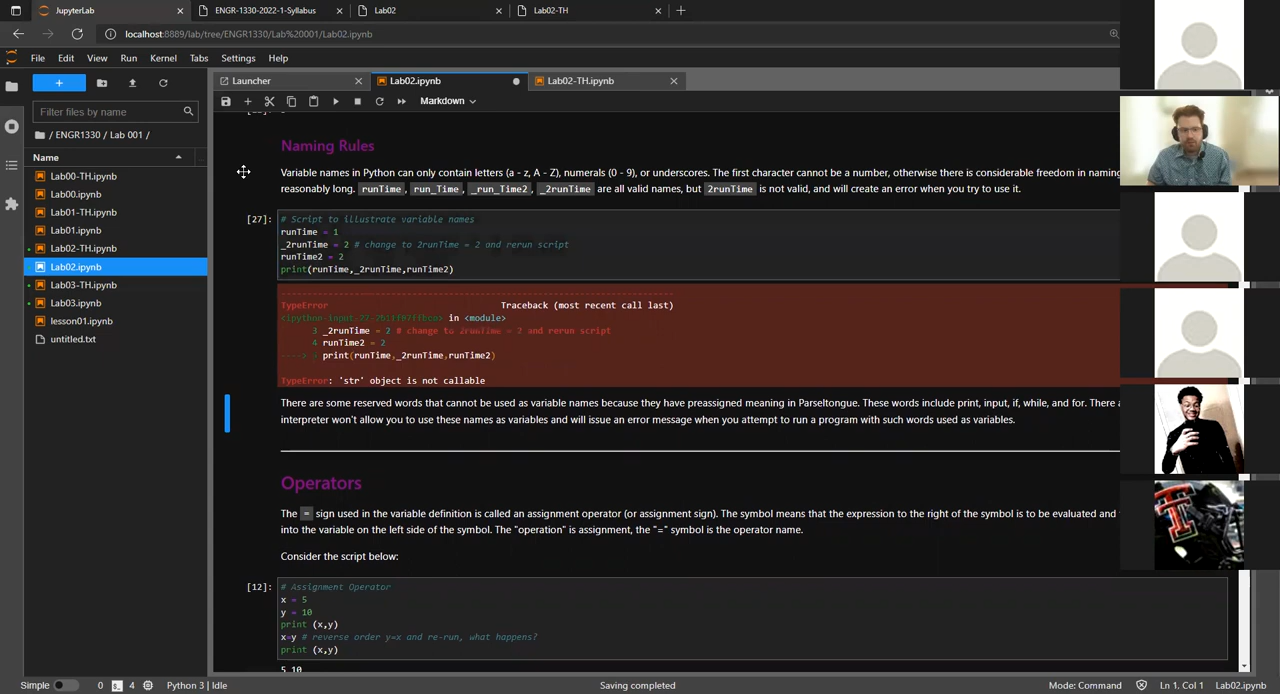 JupyterLab
ENGR-1330-2022-1-Syllabus
Lab02
Lab02-TH
localhost:8889/lab/tree/ENGR1330/Lab%20001/Lab02.ipynb
File Edit View Run Kernel Tabs Settings Help
Launcher
Lab02.ipynb
Lab02-TH.ipynb
Markdown
Filter files by name
/ ENGR1330 / Lab 001 /
Name
Lab00-TH.ipynb
Lab00.ipynb
Lab01-TH.ipynb
Lab01.ipynb
Lab02-TH.ipynb
Lab02.ipynb
Lab03-TH.ipynb
Lab03.ipynb
lesson01.ipynb
untitled.txt
Naming Rules
Variable names in Python can only contain letters (a - z, A - Z), numerals (0 - 9), or underscores. The first character cannot be a number, otherwise there is considerable freedom in naming
reasonably long. runTime, run_Time, _run_Time2, _2runTime are all valid names, but 2runTime is not valid, and will create an error when you try to use it.
[27]: # Script to illustrate variable names
runTime = 1
_2runTime = 2 # change to 2runTime = 2 and rerun script
runTime2 = 2
print(runTime,_2runTime,runTime2)
TypeError Traceback (most recent call last)
in <module>
3 _2runTime = 2 # change to 2runTime = 2 and rerun script
4 runTime2 = 2
print(runTime,_2runTime,runTime2)
TypeError: 'str' object is not callable
There are some reserved words that cannot be used as variable names because they have preassigned meaning in Parseltongue. These words include print, input, if, while, and for. There
interpreter won't allow you to use these names as variables and will issue an error message when you attempt to run a program with such words used as variables.
Operators
The = sign used in the variable definition is called an assignment operator (or assignment sign). The symbol means that the expression to the right of the symbol is to be evaluated and
into the variable on the left side of the symbol. The "operation" is assignment, the "=" symbol is the operator name.
Consider the script below:
[12]: # Assignment Operator
x = 5
y = 10
print (x,y)
x=y # reverse order y=x and re-run, what happens?
print (x,y)
5 10
Simple 0 4 Python 3 | Idle Saving completed Mode: Command Ln 1, Col 1 Lab02.ipynb